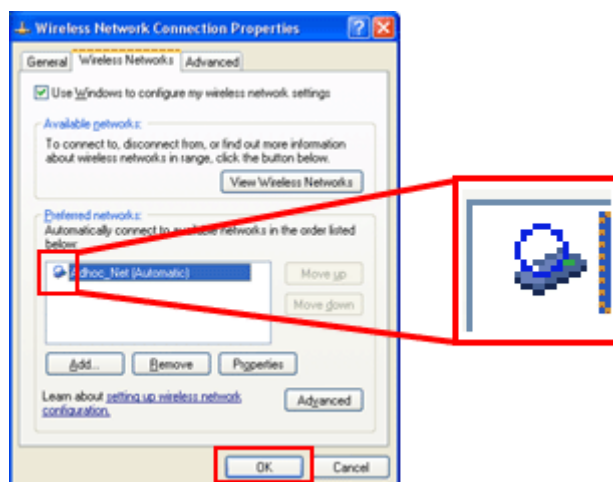 Wireless Network Connection Properties
General Wireless Networks Advanced
Use Windows to configure my wireless network settings
Available networks:
To connect to, disconnect from, or find out more information
about wireless networks in range, click the button below.
View Wireless Networks
Preferred networks:
Automatically connect to available networks in the order listed
below:
Adhoc_Net (Automatic)
Move up
Move down
Add... Remove Properties
Learn about setting up wireless network
configuration.
Advanced
OK Cancel